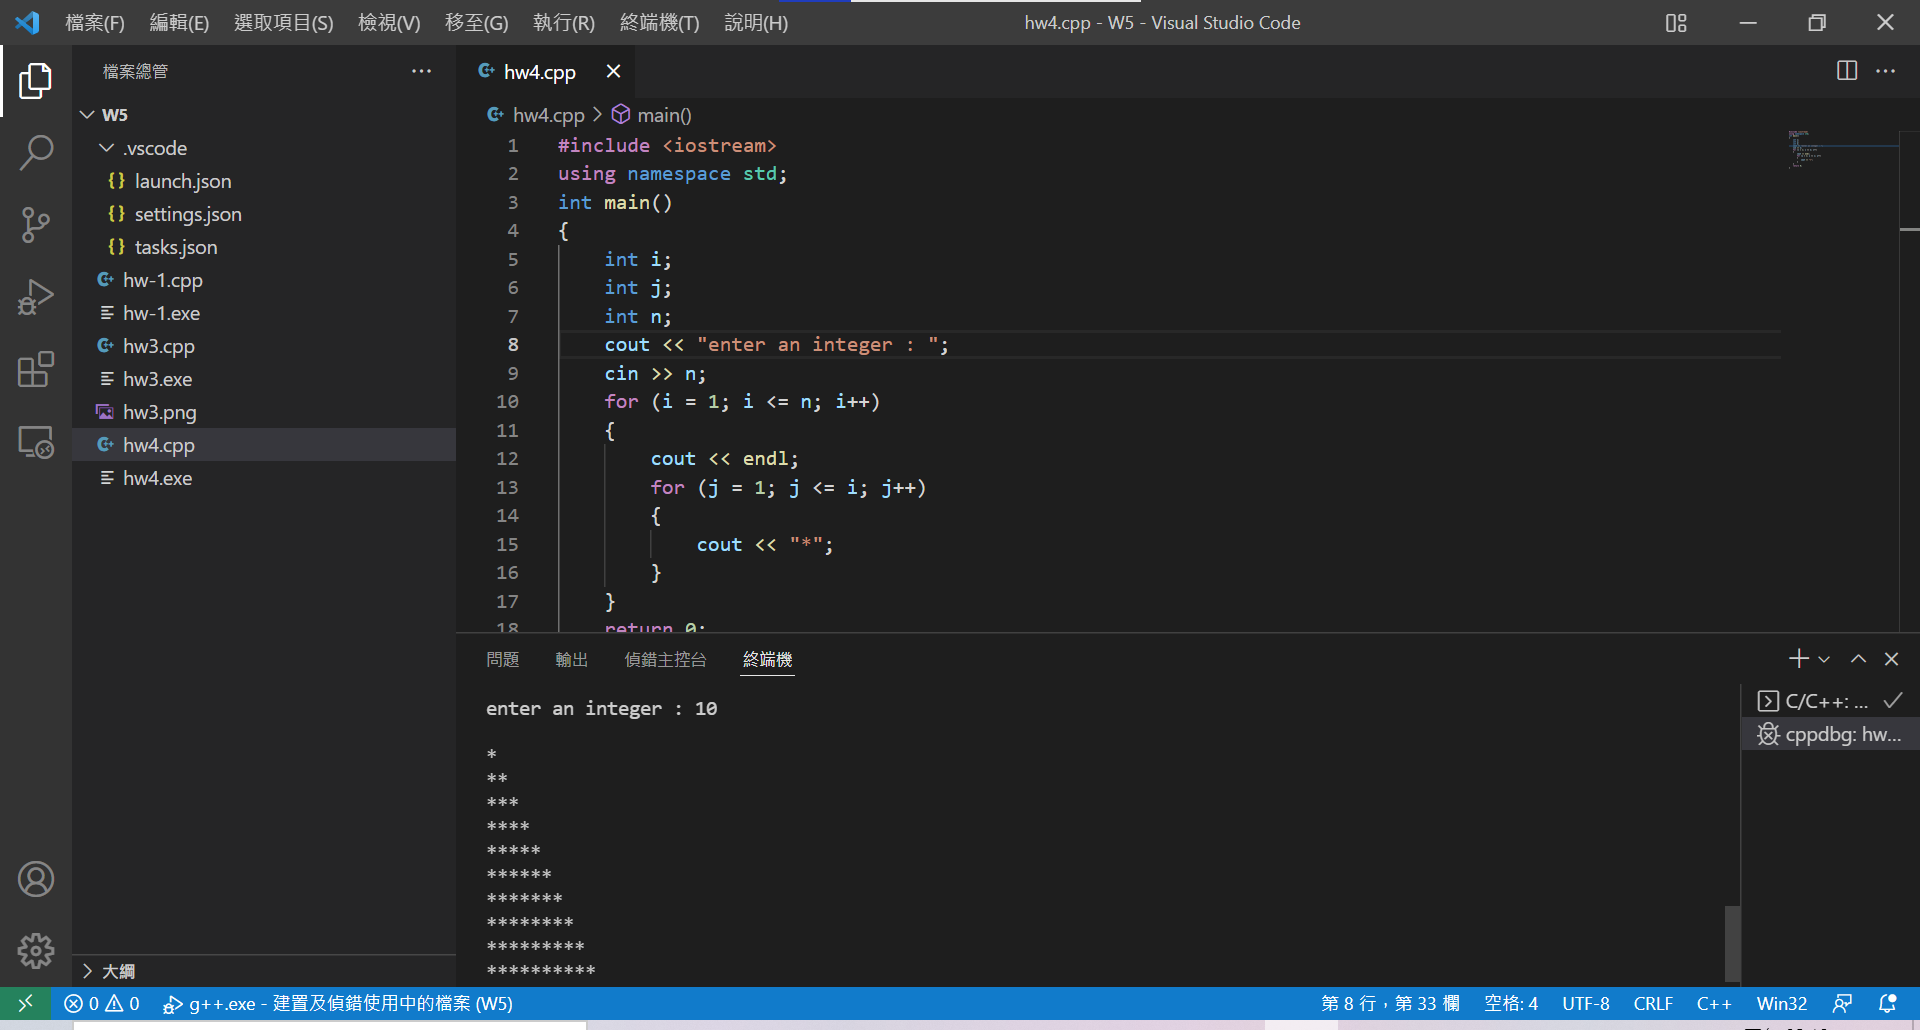 檔案(F) 編輯(E) 選取項目(S) 檢視(V) 移至(G) 執行(R) 終端機(T) 說明(H) hw4.cpp - W5 - Visual Studio Code
檔案總管
W5
.vscode
{} launch.json
{} settings.json
{} tasks.json
hw-1.cpp
hw-1.exe
hw3.cpp
hw3.exe
hw3.png
hw4.cpp
hw4.exe
大綱
hw4.cpp
hw4.cpp > main()
1 #include <iostream>
2 using namespace std;
3 int main()
4 {
5 int i;
6 int j;
7 int n;
8 cout << "enter an integer : ";
9 cin >> n;
10 for (i = 1; i <= n; i++)
11 {
12 cout << endl;
13 for (j = 1; j <= i; j++)
14 {
15 cout << "*";
16 }
17 }
18 return 0;
問題 輸出 偵錯主控台 終端機
enter an integer : 10
*
**
***
****
*****
******
*******
********
*********
**********
C/C++: ...
cppdbg: hw...
0 0 g++.exe - 建置及偵錯使用中的檔案 (W5) 第 8 行，第 33 欄 空格: 4 UTF-8 CRLF C++ Win32